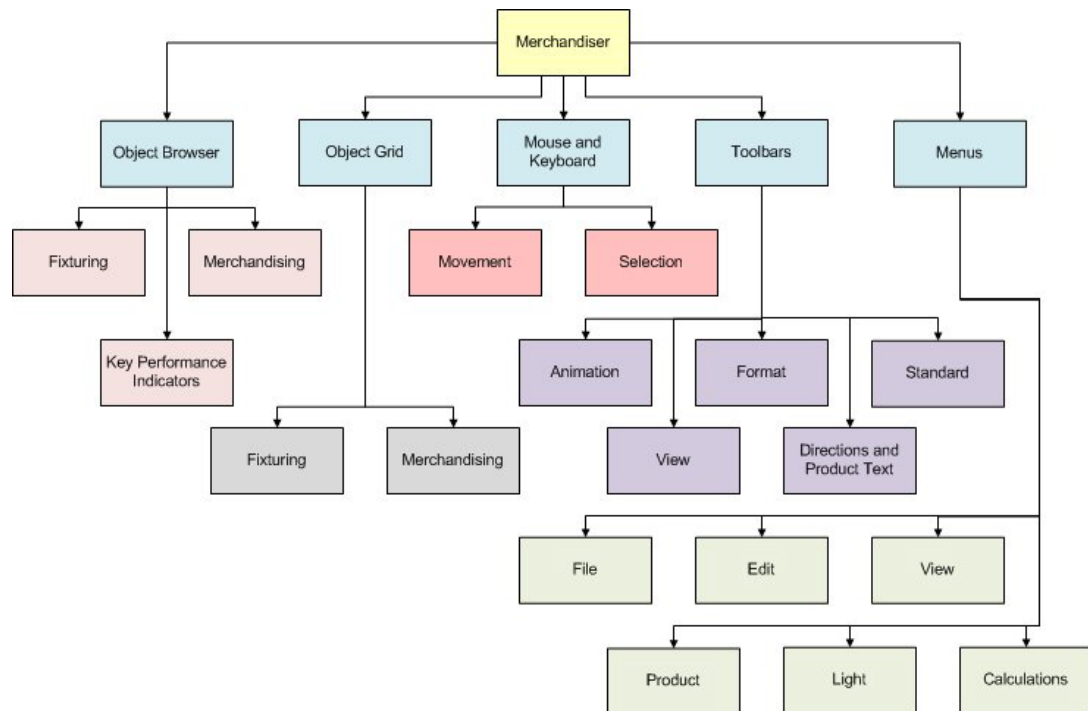 Merchandiser
Object Browser
Object Grid
Mouse and
Keyboard
Toolbars
Menus
Fixturing
Merchandising
Movement
Selection
Key Performance
Indicators
Animation
Format
Standard
Fixturing
Merchandising
View
Directions and
Product Text
File
Edit
View
Product
Light
Calculations